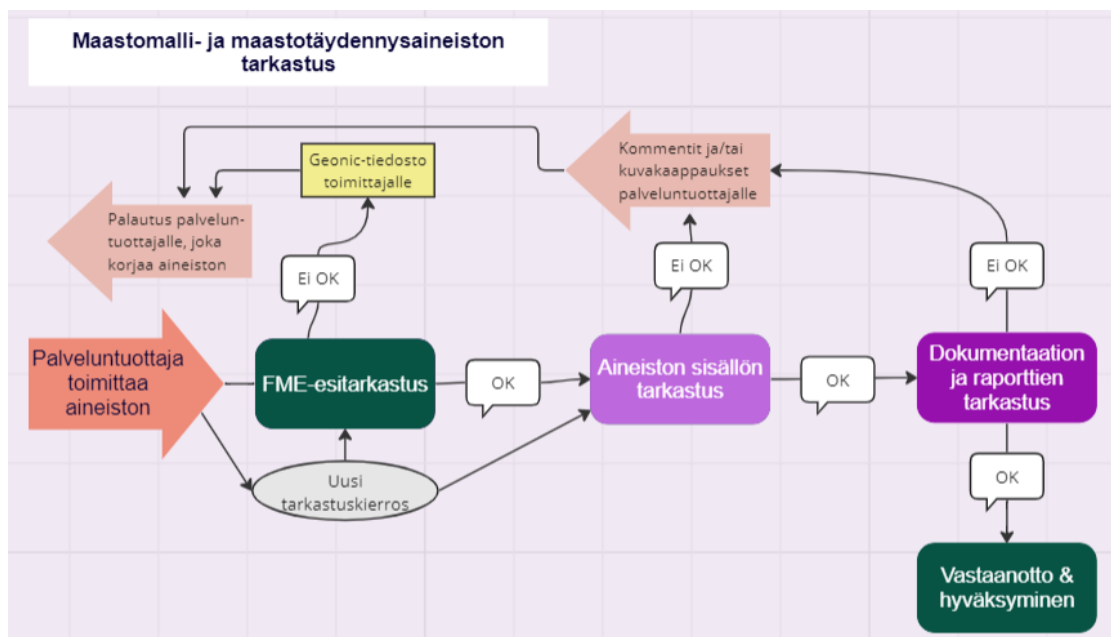 Maastomalli- ja maastotäydennysaineiston
tarkastus
Geonic-tiedosto
toimittajalle
Kommentit ja/tai
kuvakaappaukset
palveluntuottajalle
Palautus palvelun-
tuottajalle, joka
korjaa aineiston
Ei OK
Ei OK
Ei OK
Palveluntuottaja
toimittaa
aineiston
FME-esitarkastus
OK
Aineiston sisällön
tarkastus
OK
Dokumentaation
ja raporttien
tarkastus
Uusi
tarkastuskierros
OK
Vastaanotto &
hyväksyminen